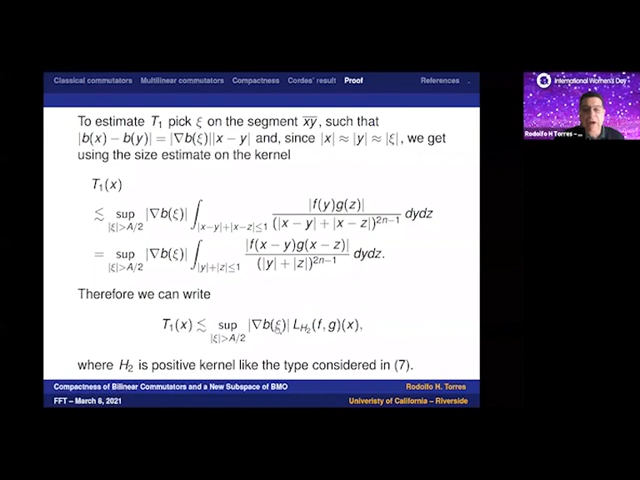 Classical commutators Multilinear commutators Compactness Cordes' result Proof References
To estimate T₁ pick ξ on the segment x̅y̅, such that
|b(x) − b(y)| = |∇b(ξ)||x − y| and, since |x| ≈ |y| ≈ |ξ|, we get
using the size estimate on the kernel
T₁(x)
≲ sup_{|ξ|>A/2} |∇b(ξ)| ∫_{|x−y|+|x−z|≤1} |f(y)g(z)| / (|x − y| + |x − z|)^{2n−1} dydz
= sup_{|ξ|>A/2} |∇b(ξ)| ∫_{|y|+|z|≤1} |f(x − y)g(x − z)| / (|y| + |z|)^{2n−1} dydz.
Therefore we can write
T₁(x) ≲ sup_{|ξ|>A/2} |∇b(ξ)| L_{H₂}(f, g)(x),
where H₂ is positive kernel like the type considered in (7).
Compactness of Bilinear Commutators and a New Subspace of BMO Rodolfo H. Torres
FFT – March 8, 2021 Univeristy of California – Riverside
International Women's Day
Rodolfo H Torres -